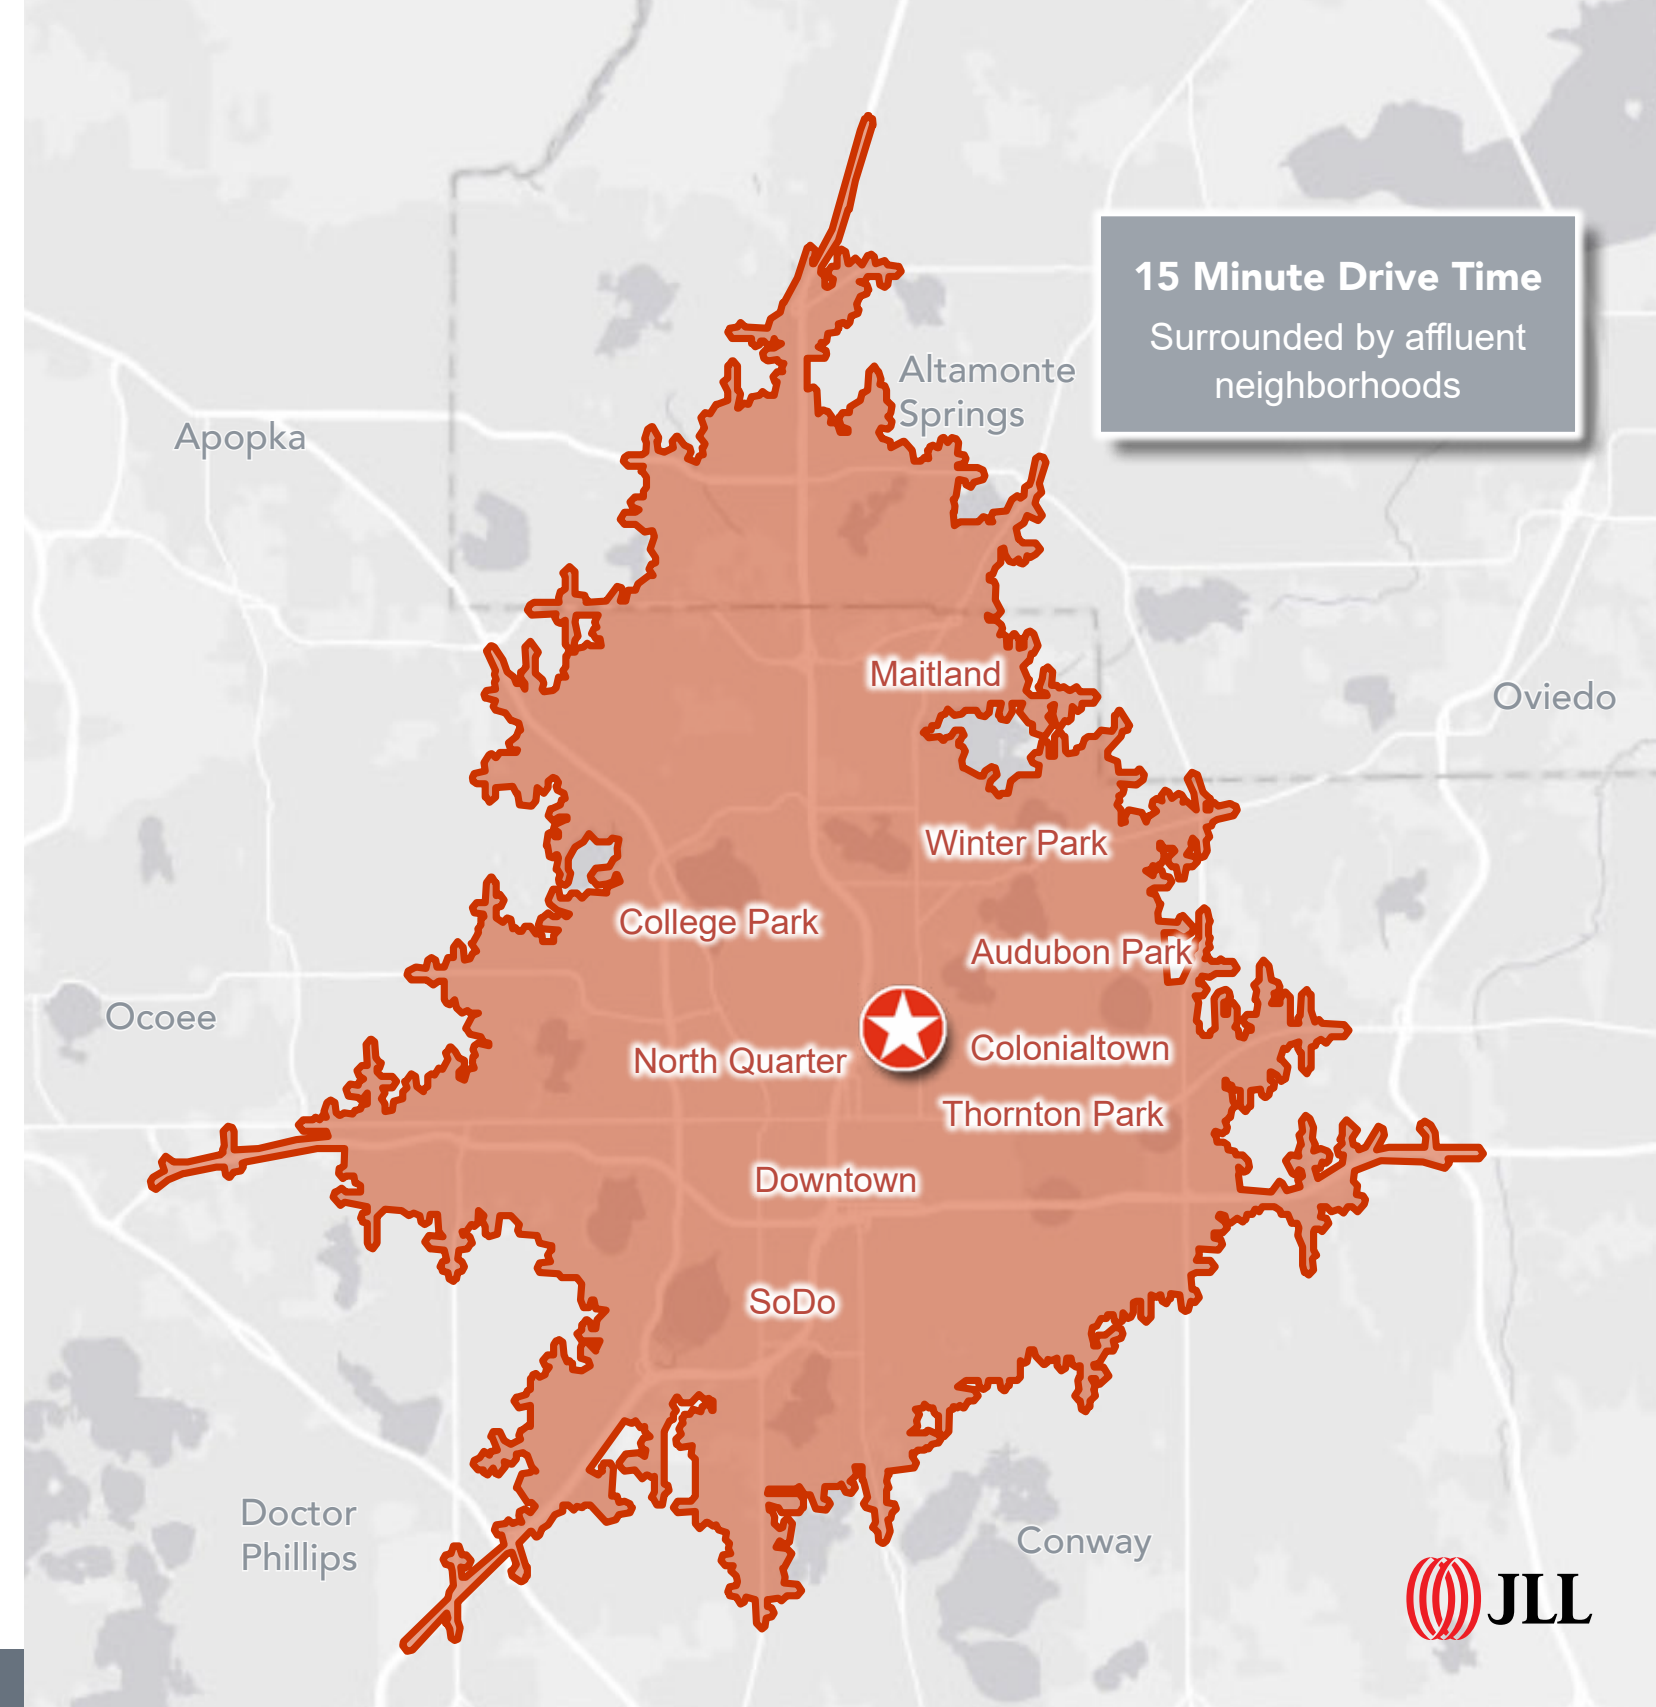 15 Minute Drive Time
Surrounded by affluent
neighborhoods
Altamonte
Springs
Apopka
Maitland
Oviedo
Winter Park
College Park
Audubon Park
Ocoee
North Quarter
Colonialtown
Thornton Park
Downtown
SoDo
Doctor
Phillips
Conway
JLL